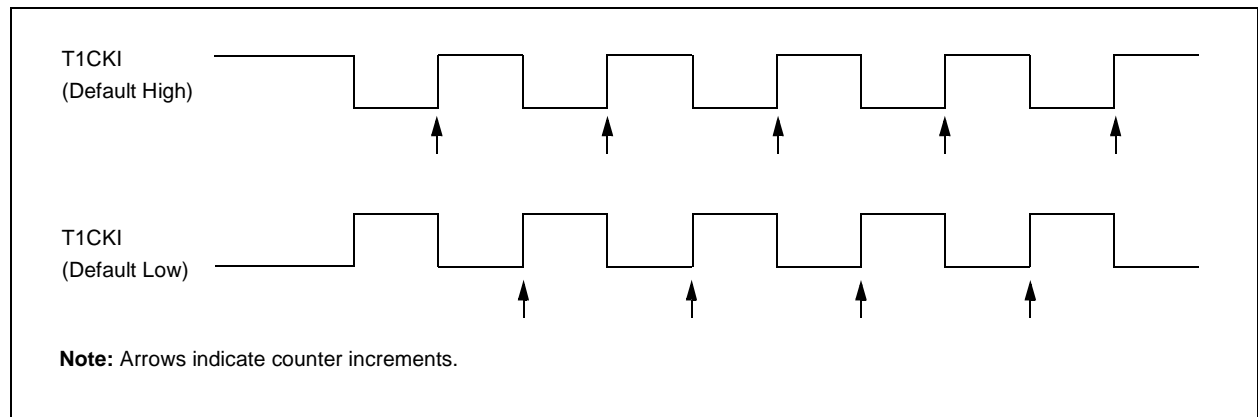 T1CKI
(Default High)
T1CKI
(Default Low)
Note: Arrows indicate counter increments.